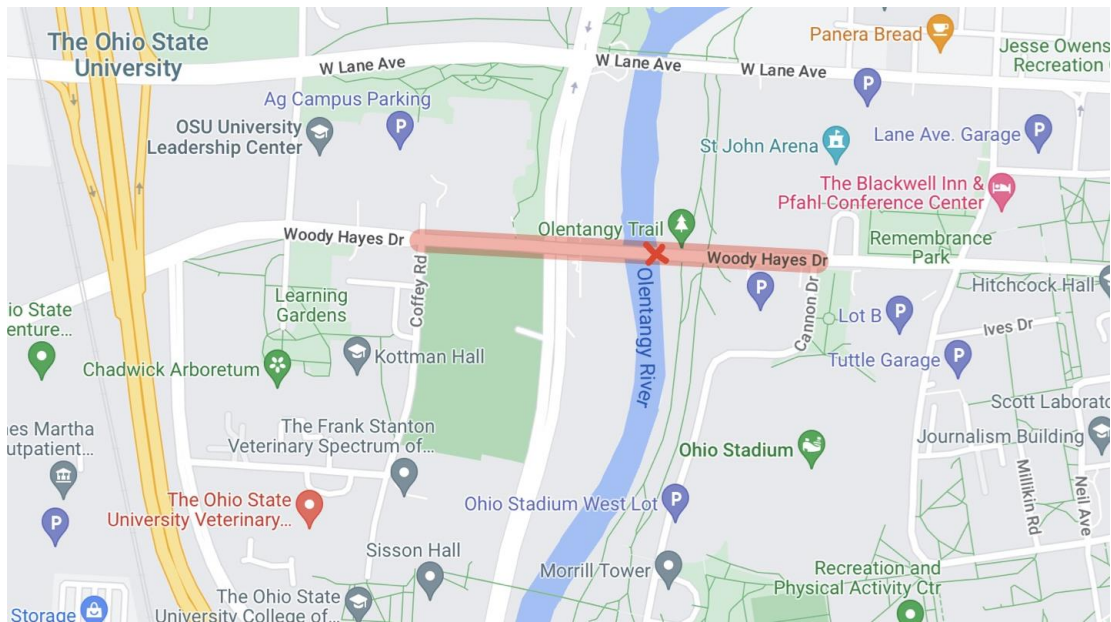 The Ohio State
University
W Lane Ave
W Lane Ave
W Lane Ave
Panera Bread
Jesse Owens
Recreation
Ag Campus Parking
P
P
OSU University
Leadership Center
St John Arena
Lane Ave. Garage
P
The Blackwell Inn &
Pfahl Conference
Center
Olentangy Trail
Woody Hayes Dr
Woody Hayes Dr
Remembrance
Park
Hitchcock Hall
Coffey Rd
Learning
Gardens
Olentangy River
P
Cannon Dr
Lot B
P
Ives Dr
io State
enture...
Chadwick Arboretum
Kottman Hall
Tuttle Garage
P
Scott Laborato
Journalism Building
es Martha
utpatient...
P
The Frank Stanton
Veterinary Spectrum of...
Ohio Stadium
The Ohio State
University Veterinary...
Ohio Stadium West Lot
P
Millikin Rd
Neil Ave
Sisson Hall
Morrill Tower
Recreation and
Physical Activity Ctr
The Ohio State
University College of...
Storage